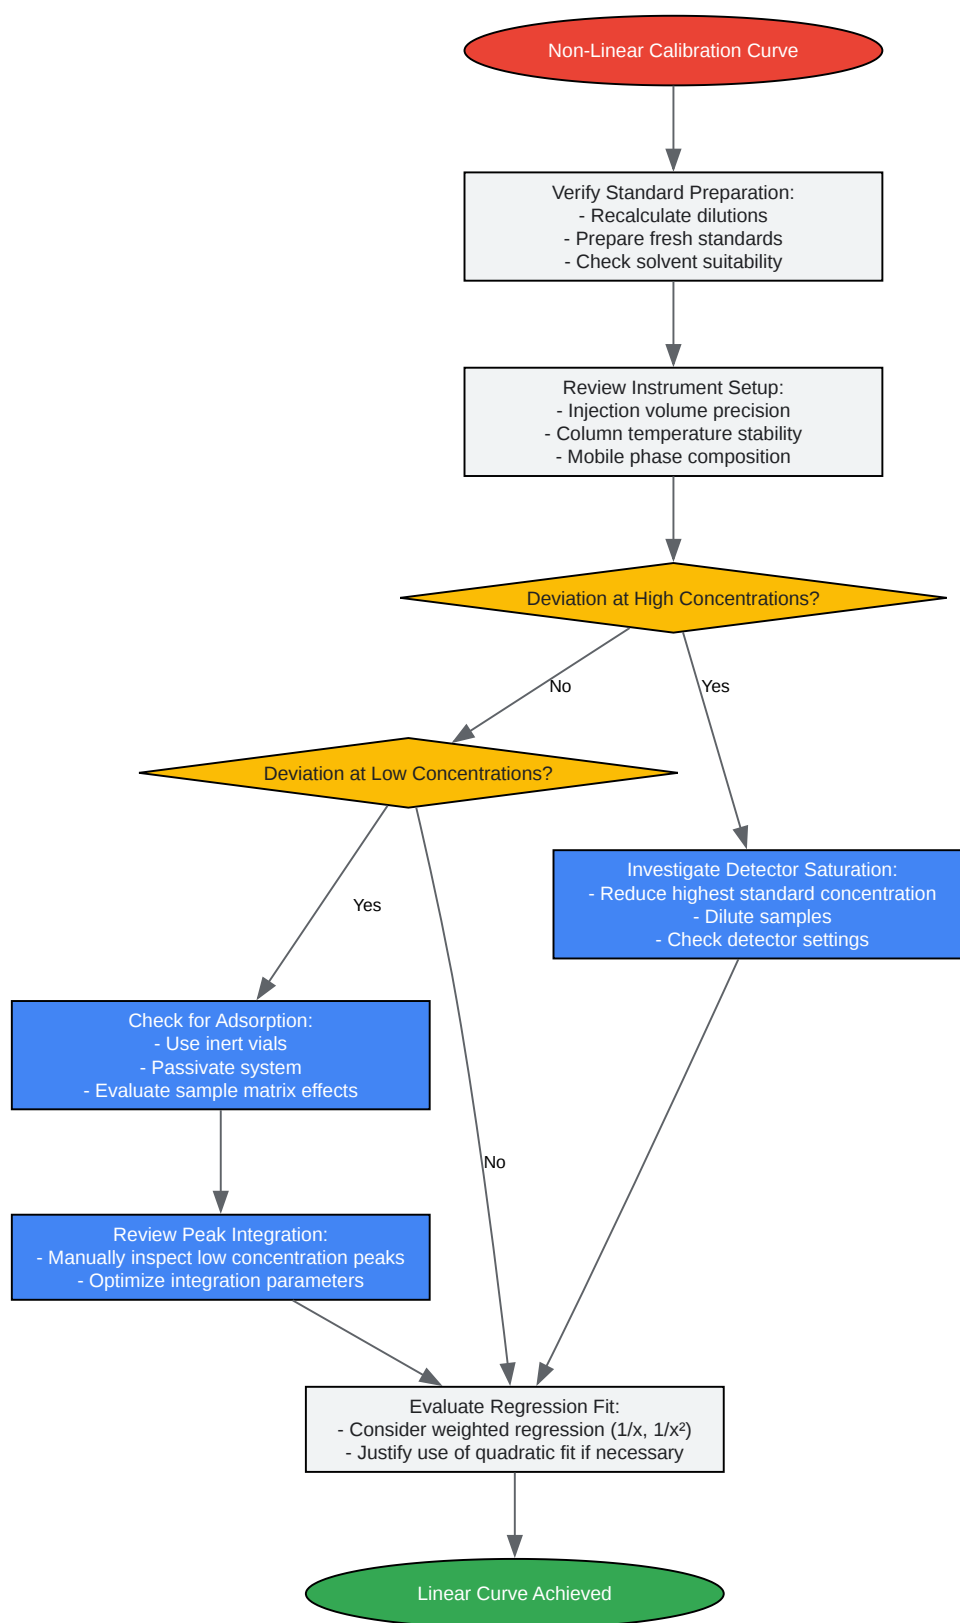 Non-Linear Calibration Curve
Verify Standard Preparation:
- Recalculate dilutions
- Prepare fresh standards
- Check solvent suitability
Review Instrument Setup:
- Injection volume precision
- Column temperature stability
- Mobile phase composition
Deviation at High Concentrations?
No
Yes
Deviation at Low Concentrations?
Investigate Detector Saturation:
- Reduce highest standard concentration
- Dilute samples
- Check detector settings
Yes
Check for Adsorption:
- Use inert vials
- Passivate system
- Evaluate sample matrix effects
No
Review Peak Integration:
- Manually inspect low concentration peaks
- Optimize integration parameters
Evaluate Regression Fit:
- Consider weighted regression (1/x, 1/x²)
- Justify use of quadratic fit if necessary
Linear Curve Achieved